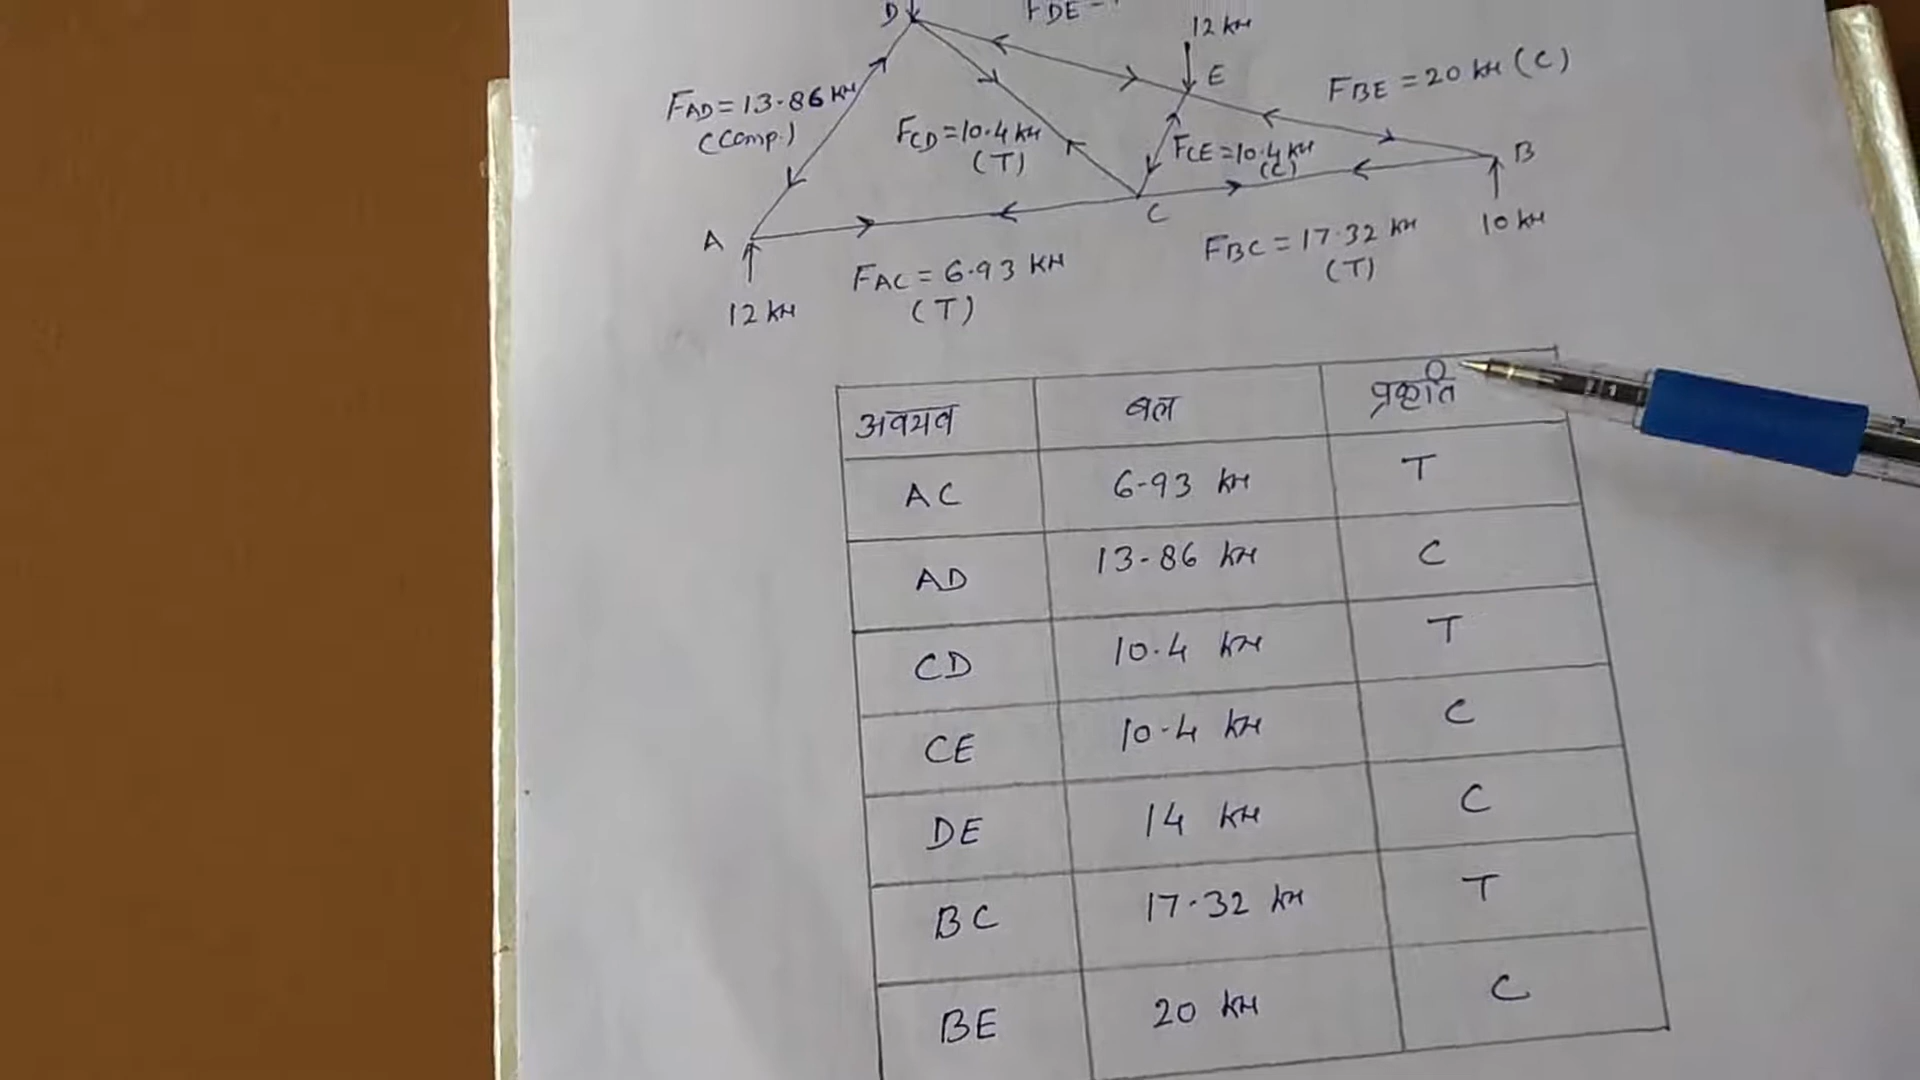 D
12 KN
E
FBE = 20 KN (C)
FAD = 13.86 KN
(Comp.)
FCD = 10.4 KN
(T)
FCE = 10.4 KN
(C)
B
C
A
10 KN
FBC = 17.32 KN
(T)
FAC = 6.93 KN
(T)
12 KN
अवयव बल प्रकृति
AC 6.93 KN T
AD 13.86 KN C
CD 10.4 KN T
CE 10.4 KN C
DE 14 KN C
BC 17.32 KN T
BE 20 KN C